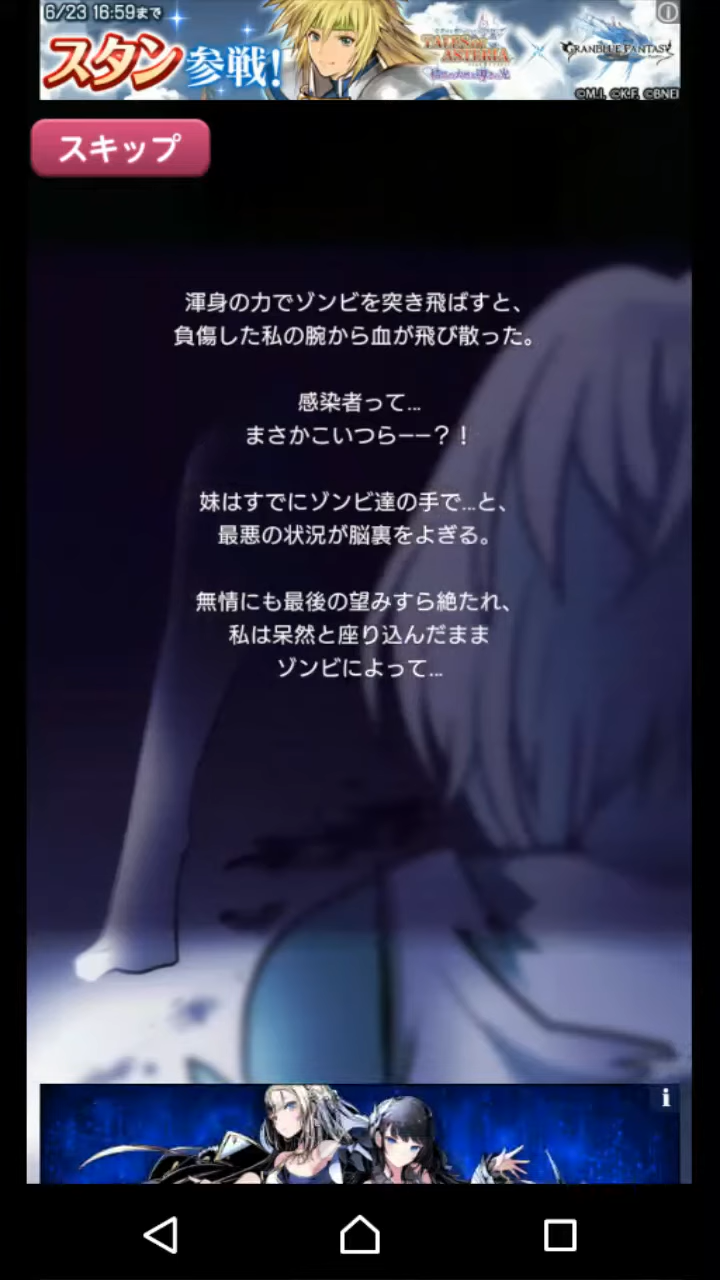 6/23 16:59まで
スタン参戦!
TALES OF ASTERIA
GRANBLUE FANTASY
©M.I. ©K.F. ©BNEI
スキップ
渾身の力でゾンビを突き飛ばすと、
負傷した私の腕から血が飛び散った。
感染者って...
まさかこいつらーー？！
妹はすでにゾンビ達の手で...と、
最悪の状況が脳裏をよぎる。
無情にも最後の望みすら絶たれ、
私は呆然と座り込んだまま
ゾンビによって...